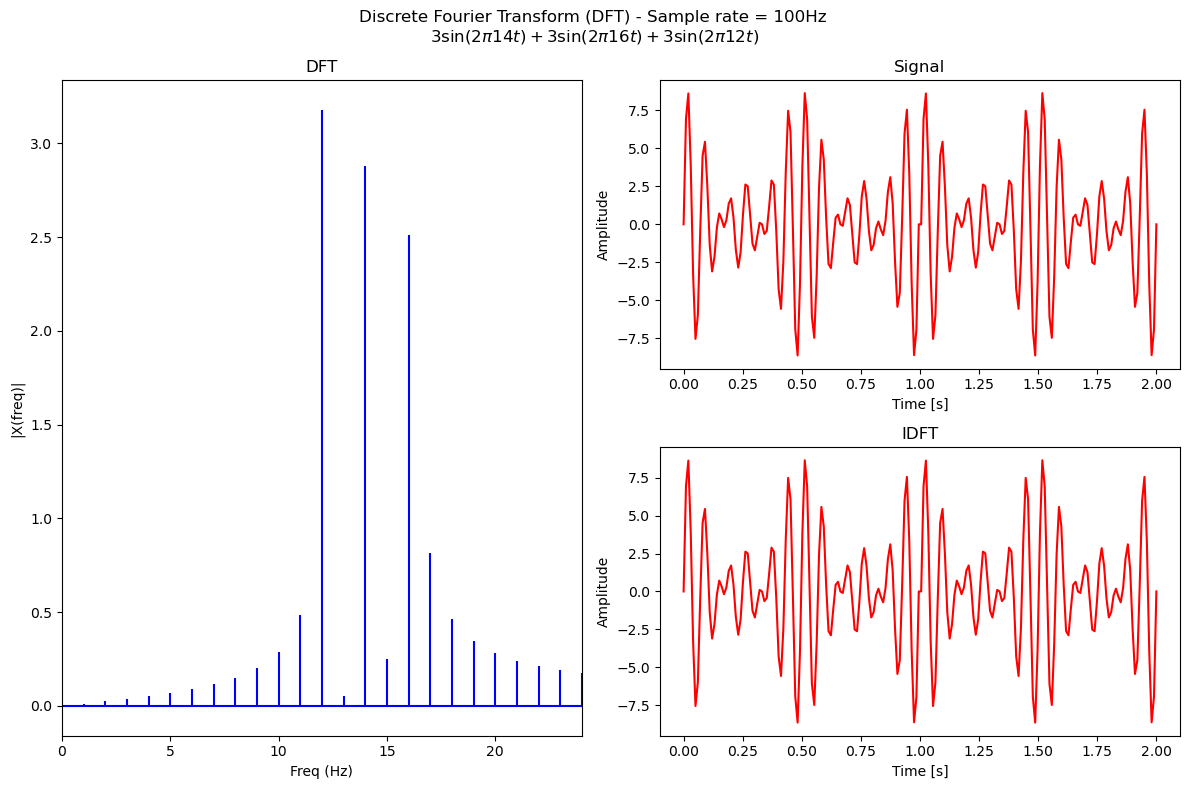 Discrete Fourier Transform (DFT) - Sample rate = 100Hz
3sin(2π14t) + 3sin(2π16t) + 3sin(2π12t)
DFT
|X(freq)|
3.0
2.5
2.0
1.5
1.0
0.5
0.0
0 5 10 15 20
Freq (Hz)
Signal
Amplitude
7.5
5.0
2.5
0.0
−2.5
−5.0
−7.5
0.00 0.25 0.50 0.75 1.00 1.25 1.50 1.75 2.00
Time [s]
IDFT
Amplitude
7.5
5.0
2.5
0.0
−2.5
−5.0
−7.5
0.00 0.25 0.50 0.75 1.00 1.25 1.50 1.75 2.00
Time [s]